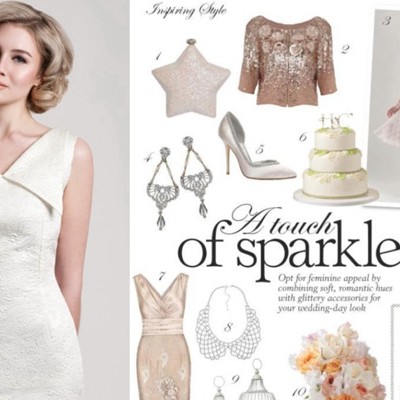 Inspiring Style
1
2
3
4
5
6
A touch
of sparkle
Opt for feminine appeal by
combining soft, romantic hues
with glittery accessories for
your wedding-day look
7
8
9
10